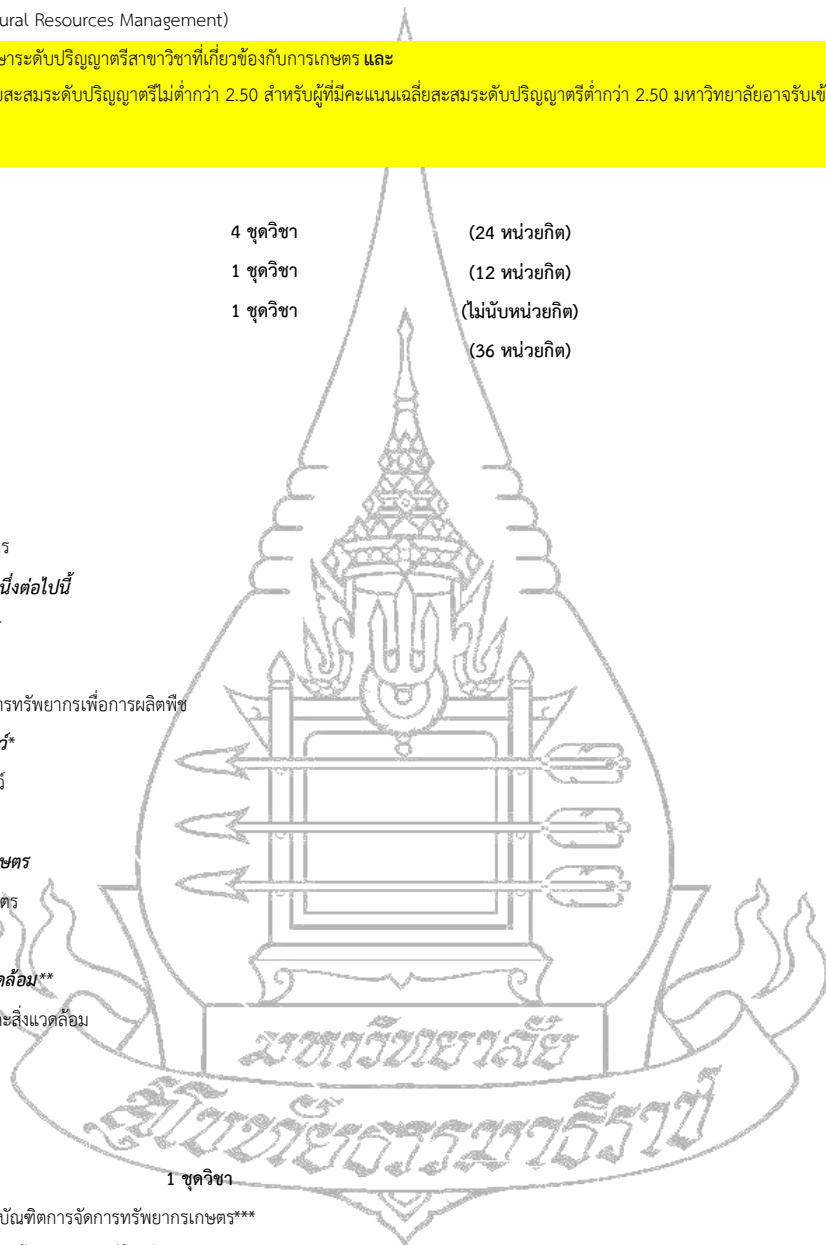 ural Resources Management)
ษาระดับปริญญาตรีสาขาวิชาที่เกี่ยวข้องกับการเกษตร และ
ยสะสมระดับปริญญาตรีไม่ต่ำกว่า 2.50 สำหรับผู้ที่มีคะแนนเฉลี่ยสะสมระดับปริญญาตรีต่ำกว่า 2.50 มหาวิทยาลัยอาจรับเข้
4 ชุดวิชา (24 หน่วยกิต)
1 ชุดวิชา (12 หน่วยกิต)
1 ชุดวิชา (ไม่นับหน่วยกิต)
(36 หน่วยกิต)
ร
นึ่งต่อไปนี้
ารทรัพยากรเพื่อการผลิตพืช
ว์*
ว์
กษตร
ตร
ดล้อม**
ละสิ่งแวดล้อม
มหาวิทยาลัย
สุโขทัยธรรมาธิราช
1 ชุดวิชา
บัณฑิตการจัดการทรัพยากรเกษตร***